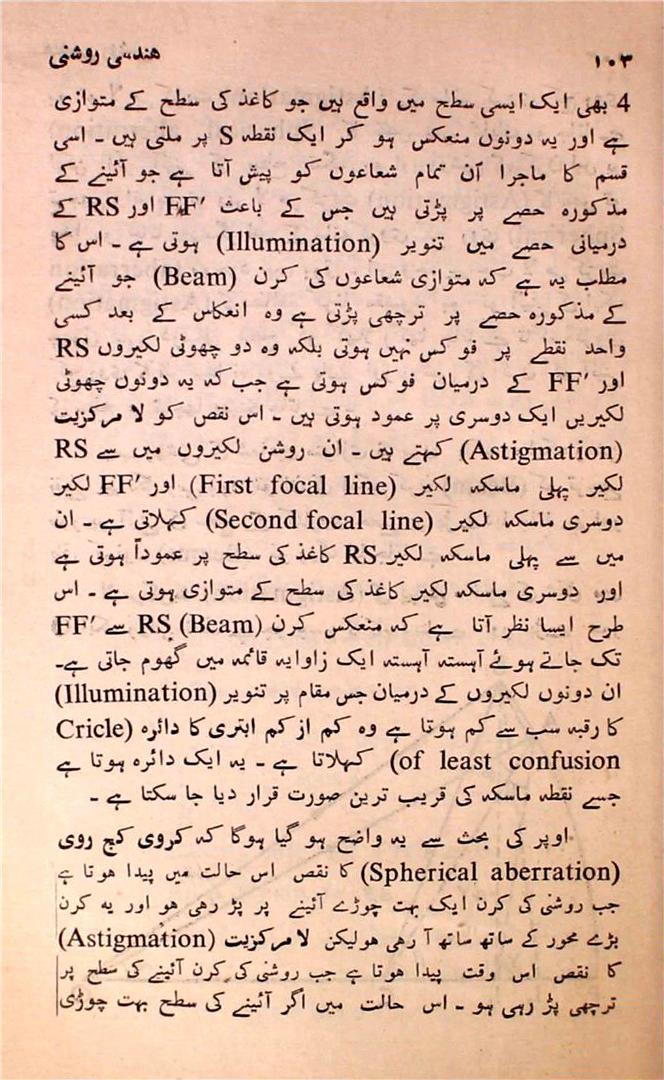 ۱۰۳ ھندسی روشنی
4 بھی ایک ایسی سطح میں واقع ہیں جو کاغذ کی سطح کے متوازی
ہے اور یہ دونوں منعکس ہو کر ایک نقطہ S پر ملتی ہیں ۔ اسی
قسم کا ماجرا اُن تمام شعاعوں کو پیش آتا ہے جو آئینے کے
مذکورہ حصے پر پڑتی ہیں جس کے باعث FF′ اور RS کے
درمیانی حصے میں تنویر (Illumination) ہوتی ہے ۔ اس کا
مطلب یہ ہے کہ متوازی شعاعوں کی کرن (Beam) جو آئینے
کے مذکورہ حصے پر ترچھی پڑتی ہے وہ انعکاس کے بعد کسی
واحد نقطے پر فوکس نہیں ہوتی بلکہ وہ دو چھوٹی لکیروں RS
اور FF′ کے درمیان فوکس ہوتی ہے جب کہ یہ دونوں چھوٹی
لکیریں ایک دوسری پر عمود ہوتی ہیں ۔ اس نقص کو لا مرکزیت
(Astigmation) کہتے ہیں ۔ ان روشن لکیروں میں سے RS
لکیر پہلی ماسکہ لکیر (First focal line) اور FF′ لکیر
دوسری ماسکہ لکیر (Second focal line) کہلاتی ہے ۔ ان
میں سے پہلی ماسکہ لکیر RS کاغذ کی سطح پر عموداً ہوتی ہے
اور دوسری ماسکہ لکیر کاغذ کی سطح کے متوازی ہوتی ہے ۔ اس
طرح ایسا نظر آتا ہے کہ منعکس کرن (Beam) RS سے FF′
تک جاتے ہوئے آہستہ آہستہ ایک زاوایہ قائمہ میں گھوم جاتی ہے۔
ان دونوں لکیروں کے درمیان جس مقام پر تنویر (Illumination)
کا رقبہ سب سے کم ہوتا ہے وہ کم از کم ابتری کا دائرہ (Cricle
of least confusion) کہلاتا ہے ۔ یہ ایک دائرہ ہوتا ہے
جسے نقطہ ماسکہ کی قریب ترین صورت قرار دیا جا سکتا ہے ۔
اوپر کی بحث سے یہ واضح ہو گیا ہوگا کہ کروی کج روی
(Spherical aberration) کا نقص اس حالت میں پیدا ہوتا ہے
جب روشنی کی کرن ایک بہت چوڑے آئینے پر پڑ رھی ھو اور یہ کرن
بڑے محور کے ساتھ ساتھ آ رھی ھو لیکن لا مرکزیت (Astigmation)
کا نقص اس وقت پیدا ھوتا ہے جب روشنی کی کرن آئینے کی سطح پر
ترچھی پڑ رہی ہو ۔ اس حالت میں اگر آئینے کی سطح بہت چوڑی